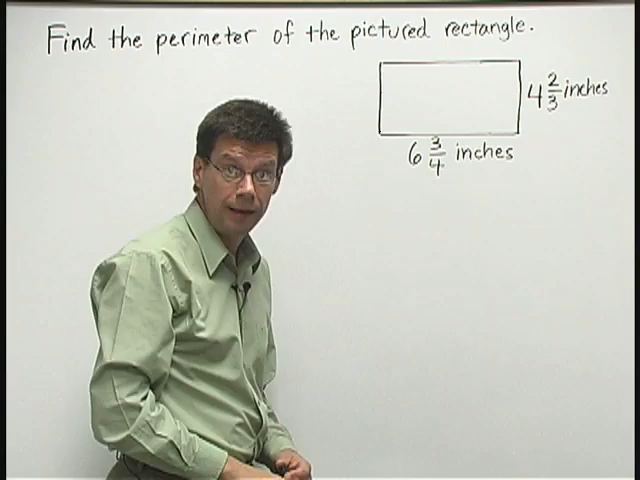 Find the perimeter of the pictured rectangle.
4 2/3 inches
6 3/4 inches